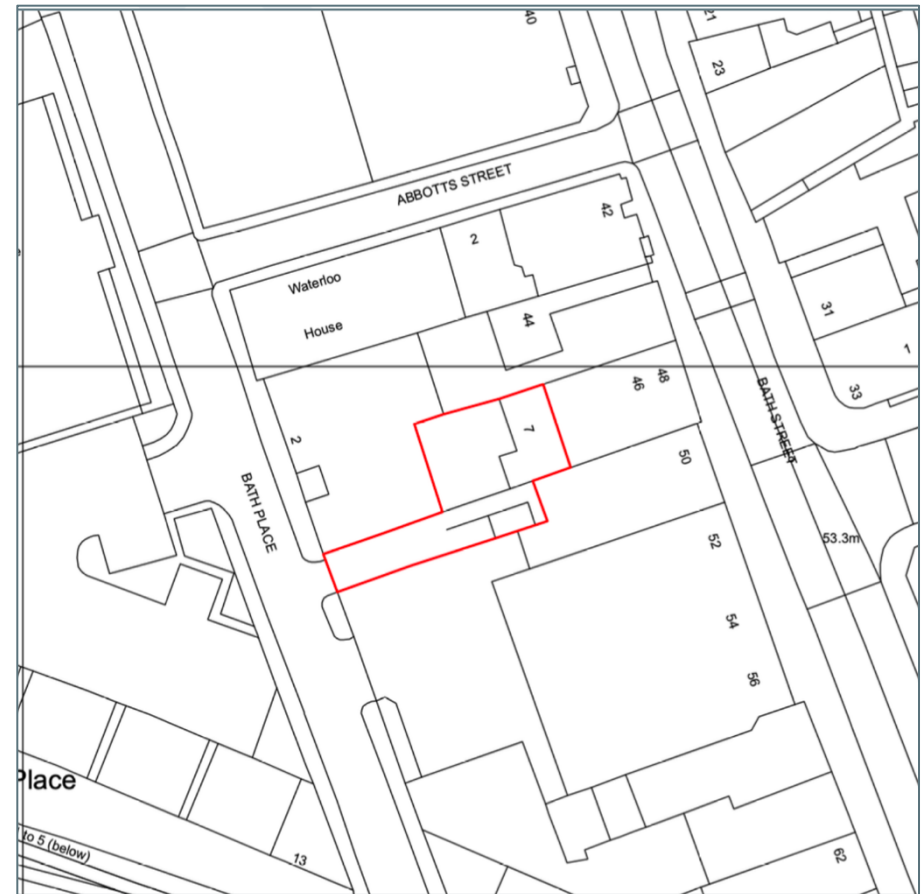 40
21
23
ABBOTTS STREET
42
2
Waterloo
House
44
31
1
48
46
33
BATH STREET
7
2
50
BATH PLACE
52
53.3m
54
56
Place
to 5 (below)
13
62